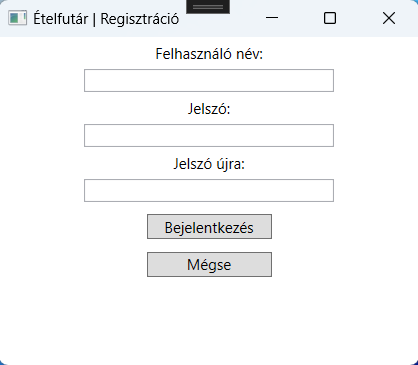 Ételfutár | Regisztráció
Felhasználó név:
Jelszó:
Jelszó újra:
Bejelentkezés
Mégse